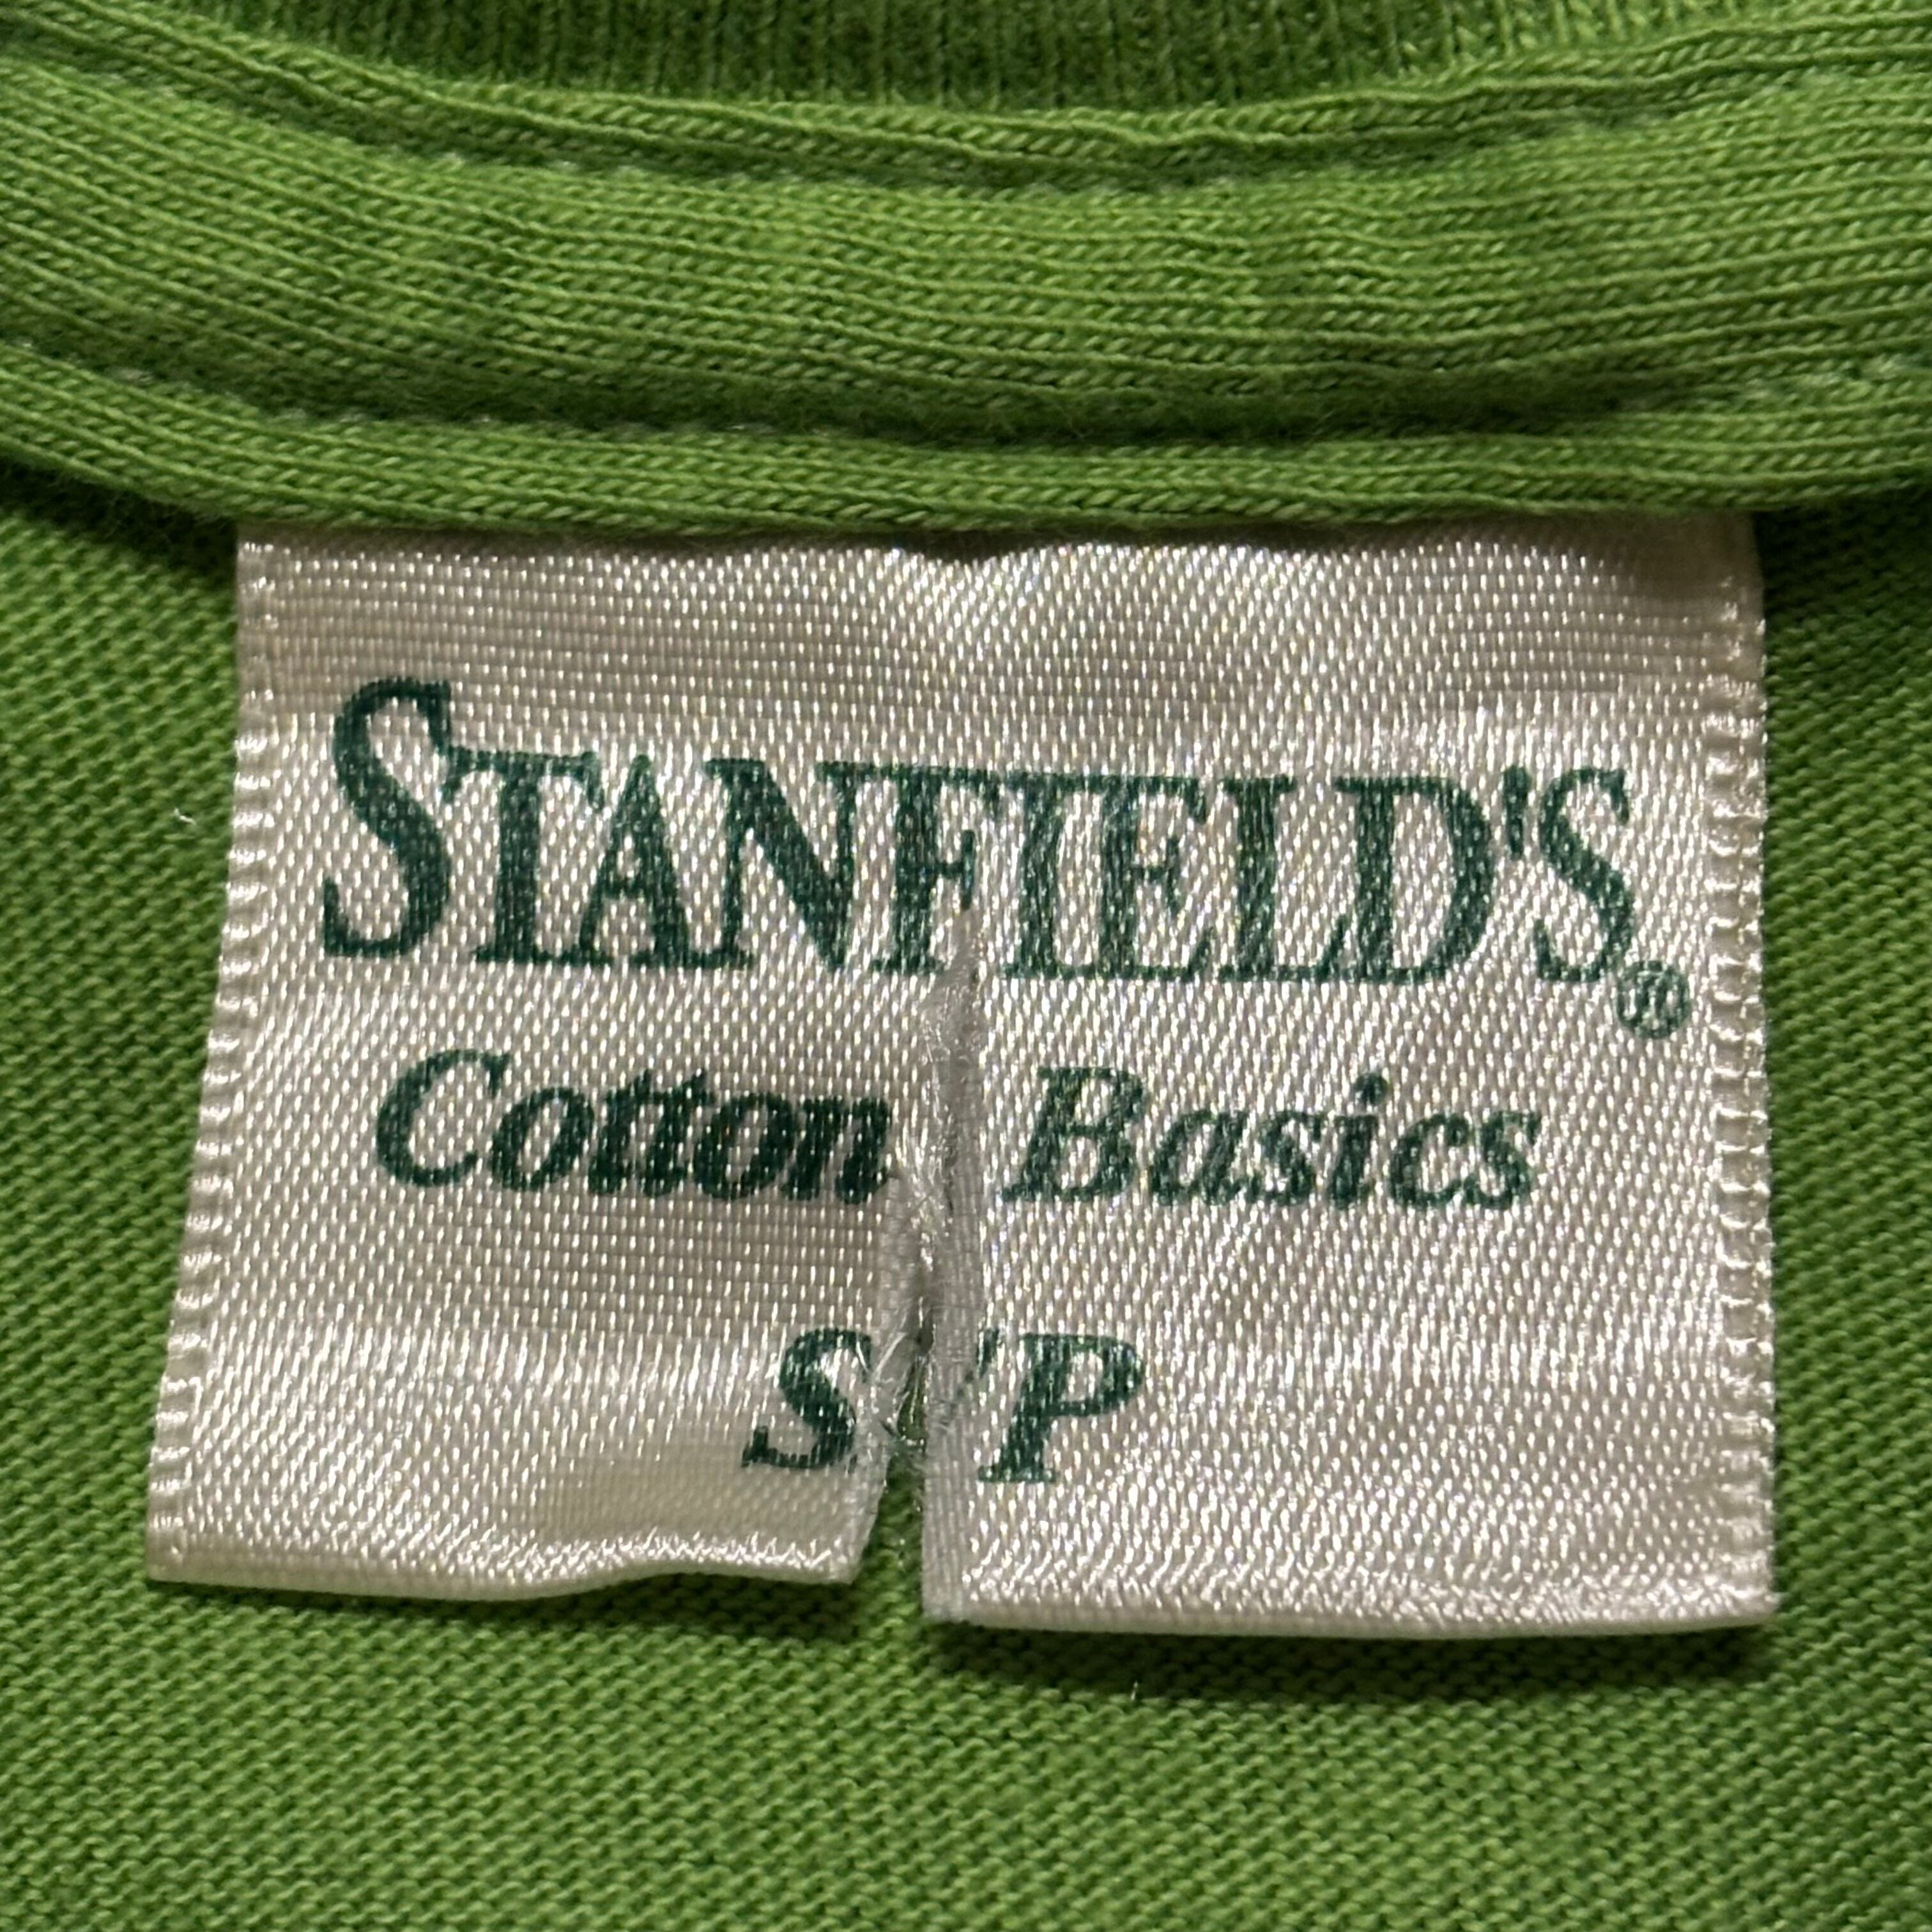 STANFIELD'S®
Cotton Basics
S/P